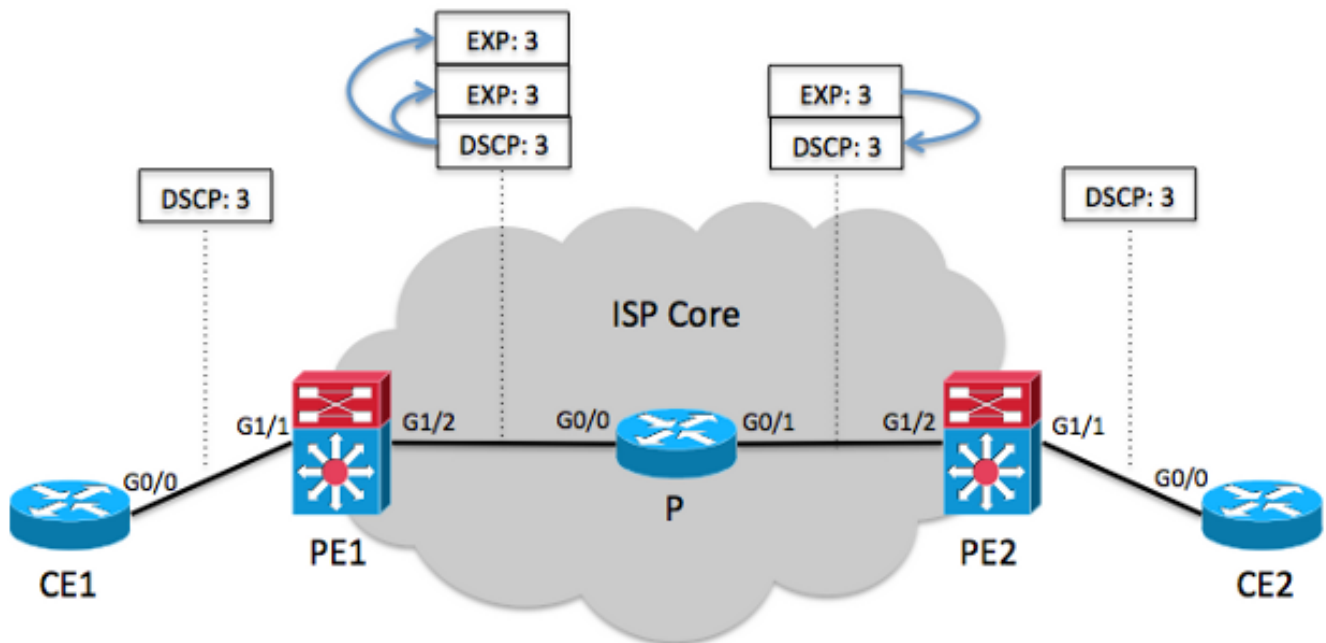 EXP: 3
EXP: 3
DSCP: 3
EXP: 3
DSCP: 3
DSCP: 3
DSCP: 3
ISP Core
G1/1
G1/2
G0/0
G0/1
G1/2
G1/1
G0/0
G0/0
P
PE1
PE2
CE1
CE2